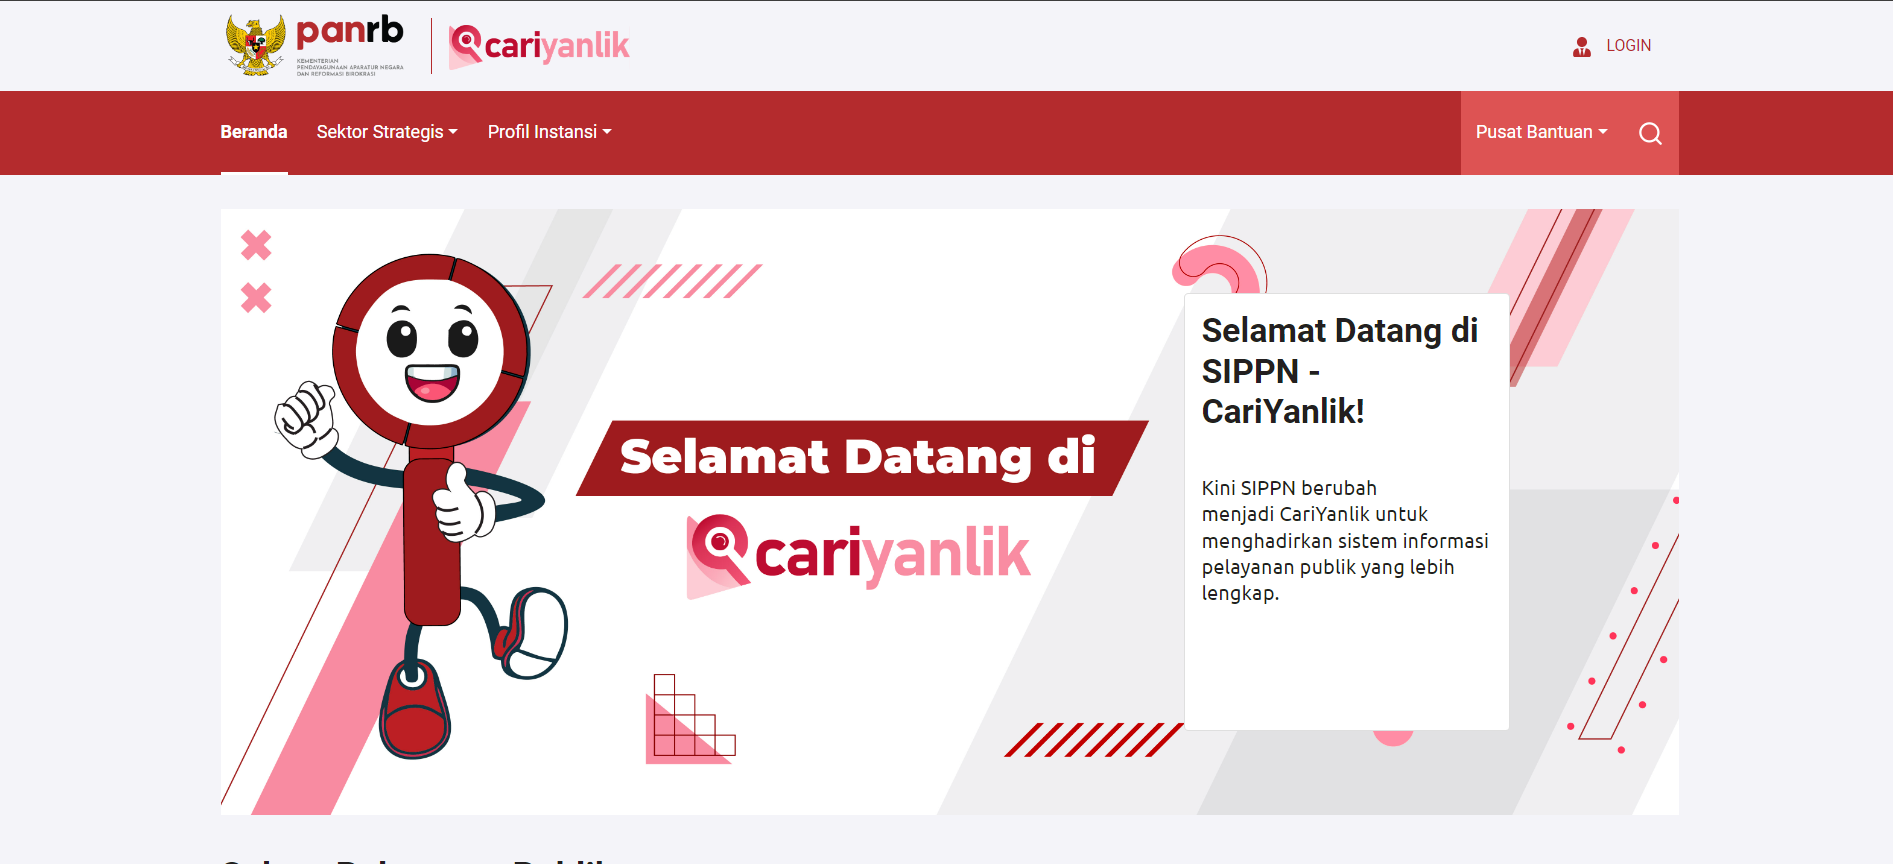 panrb
KEMENTERIAN
PENDAYAGUNAAN APARATUR NEGARA
DAN REFORMASI BIROKRASI
cariyanlik
LOGIN
Beranda
Sektor Strategis
Profil Instansi
Pusat Bantuan
Selamat Datang di
cariyanlik
Selamat Datang di
SIPPN -
CariYanlik!
Kini SIPPN berubah
menjadi CariYanlik untuk
menghadirkan sistem informasi
pelayanan publik yang lebih
lengkap.